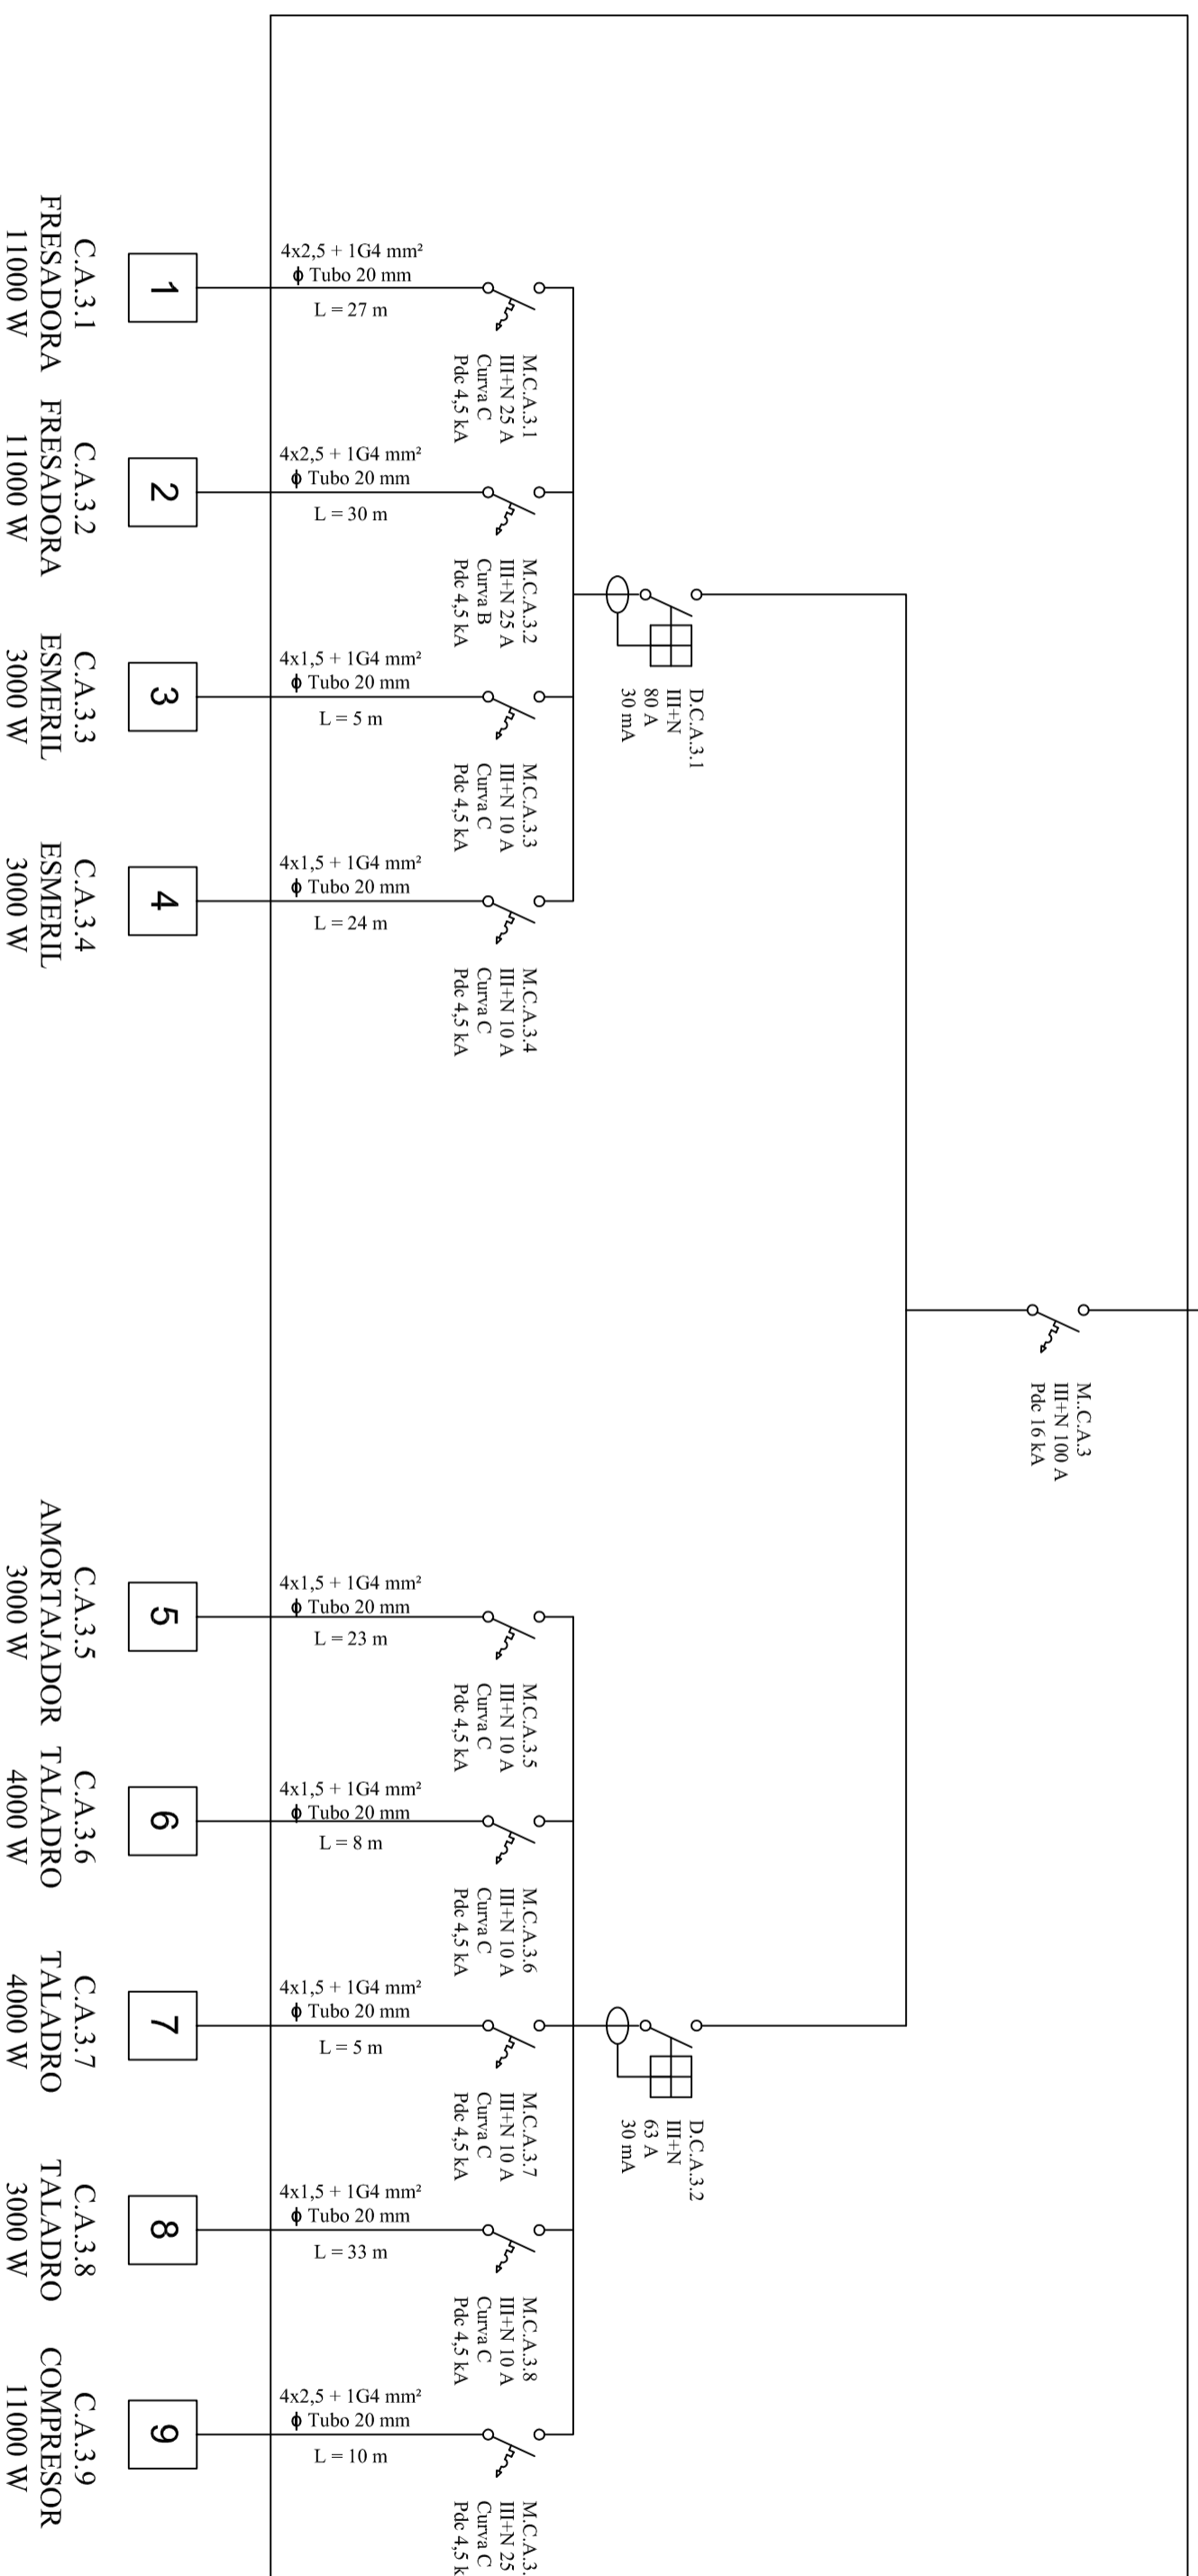 M..C.A.3
III+N 100 A
Pdc 16 kA
D.C.A.3.1
III+N
80 A
30 mA
D.C.A.3.2
III+N
63 A
30 mA
M.C.A.3.1
III+N 25 A
Curva C
Pdc 4,5 kA
4x2,5 + 1G4 mm²
ϕ Tubo 20 mm
L = 27 m
1
C.A.3.1
FRESADORA
11000 W
M.C.A.3.2
III+N 25 A
Curva B
Pdc 4,5 kA
4x2,5 + 1G4 mm²
ϕ Tubo 20 mm
L = 30 m
2
C.A.3.2
FRESADORA
11000 W
M.C.A.3.3
III+N 10 A
Curva C
Pdc 4,5 kA
4x1,5 + 1G4 mm²
ϕ Tubo 20 mm
L = 5 m
3
C.A.3.3
ESMERIL
3000 W
M.C.A.3.4
III+N 10 A
Curva C
Pdc 4,5 kA
4x1,5 + 1G4 mm²
ϕ Tubo 20 mm
L = 24 m
4
C.A.3.4
ESMERIL
3000 W
M.C.A.3.5
III+N 10 A
Curva C
Pdc 4,5 kA
4x1,5 + 1G4 mm²
ϕ Tubo 20 mm
L = 23 m
5
C.A.3.5
AMORTAJADOR
3000 W
M.C.A.3.6
III+N 10 A
Curva C
Pdc 4,5 kA
4x1,5 + 1G4 mm²
ϕ Tubo 20 mm
L = 8 m
6
C.A.3.6
TALADRO
4000 W
M.C.A.3.7
III+N 10 A
Curva C
Pdc 4,5 kA
4x1,5 + 1G4 mm²
ϕ Tubo 20 mm
L = 5 m
7
C.A.3.7
TALADRO
4000 W
M.C.A.3.8
III+N 10 A
Curva C
Pdc 4,5 kA
4x1,5 + 1G4 mm²
ϕ Tubo 20 mm
L = 33 m
8
C.A.3.8
TALADRO
3000 W
M.C.A.3.
III+N 25
Curva C
Pdc 4,5 k
4x2,5 + 1G4 mm²
ϕ Tubo 20 mm
L = 10 m
9
C.A.3.9
COMPRESOR
11000 W